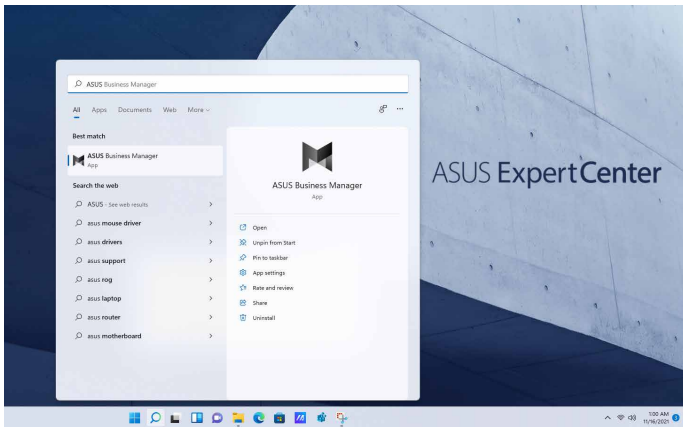 ASUS Business Manager
All Apps Documents Web More
Best match
ASUS Business Manager
App
Search the web
ASUS - See web results
asus mouse driver
asus drivers
asus support
asus rog
asus laptop
asus router
asus motherboard
ASUS Business Manager
App
Open
Unpin from Start
Pin to taskbar
App settings
Rate and review
Share
Uninstall
ASUS ExpertCenter
1:00 AM
11/16/2021